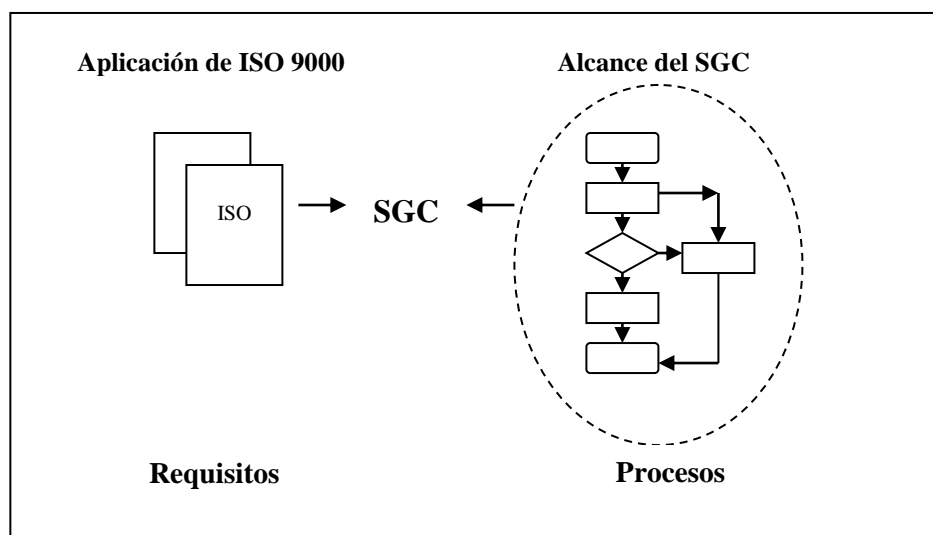 Aplicación de ISO 9000
Alcance del SGC
ISO
SGC
Requisitos
Procesos